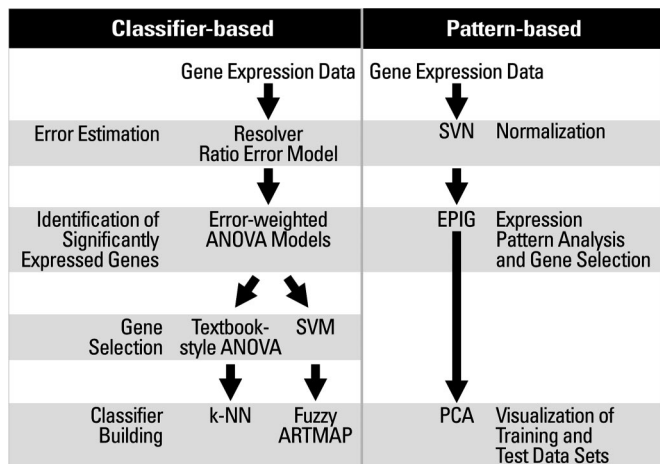 Classifier-based
Pattern-based
Gene Expression Data
Gene Expression Data
Error Estimation
Resolver
Ratio Error Model
SVN
Normalization
Identification of
Significantly
Expressed Genes
Error-weighted
ANOVA Models
EPIG
Expression
Pattern Analysis
and Gene Selection
Gene
Selection
Textbook-
style ANOVA
SVM
Classifier
Building
k-NN
Fuzzy
ARTMAP
PCA
Visualization of
Training and
Test Data Sets